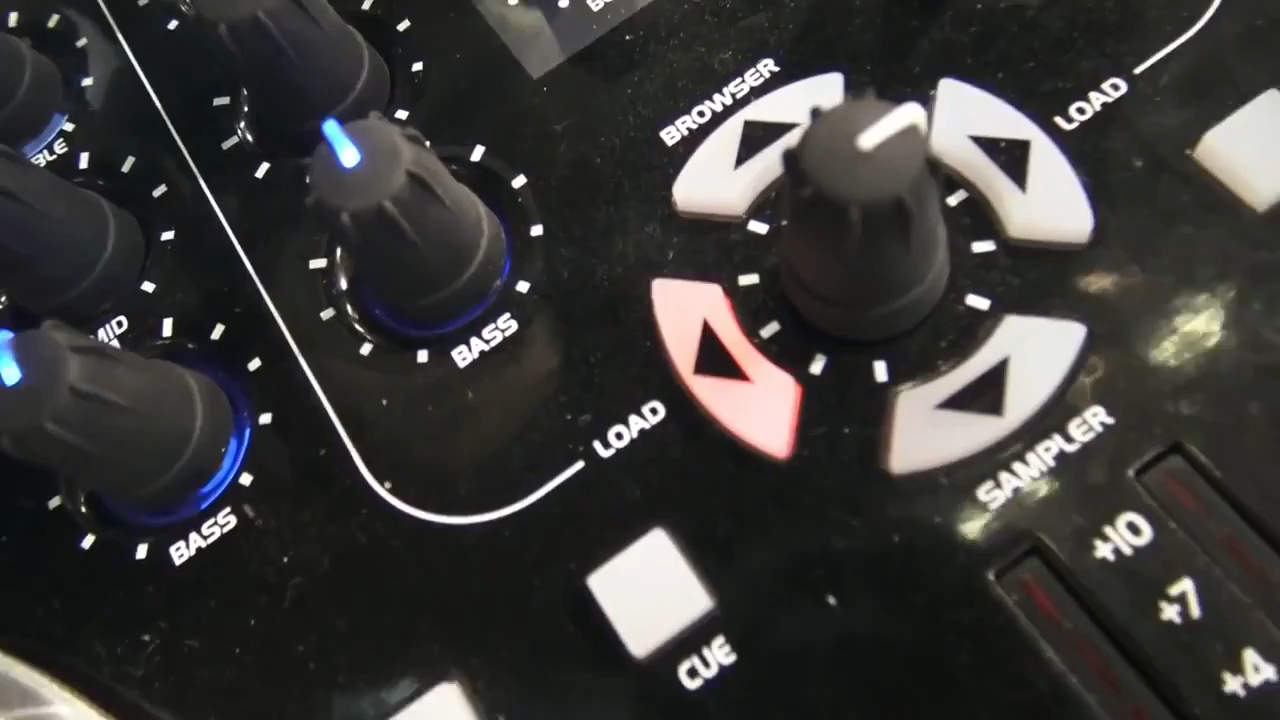 BROWSER
LOAD
MID
BASS
BASS
LOAD
SAMPLER
+10
+7
+4
CUE